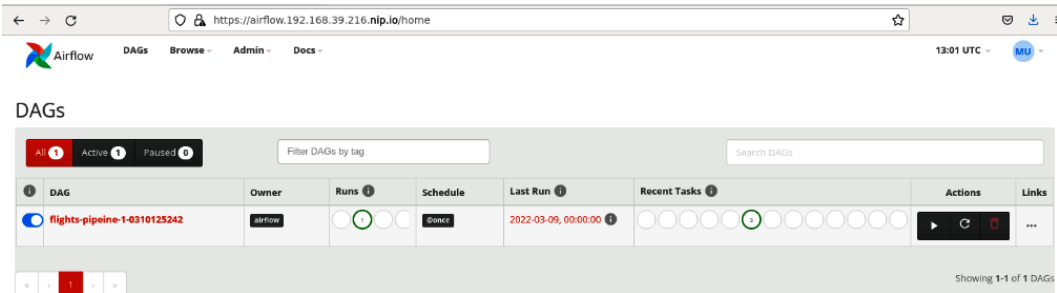 https://airflow.192.168.39.216.nip.io/home
Airflow DAGs Browse Admin Docs 13:01 UTC MU
DAGs
All 1 Active 1 Paused 0 Filter DAGs by tag Search DAGs
i DAG Owner Runs i Schedule Last Run i Recent Tasks i Actions Links
flights-pipeine-1-0310125242 airflow 1 @once 2022-03-09, 00:00:00 i 3 ...
« ‹ 1 › » Showing 1-1 of 1 DAGs